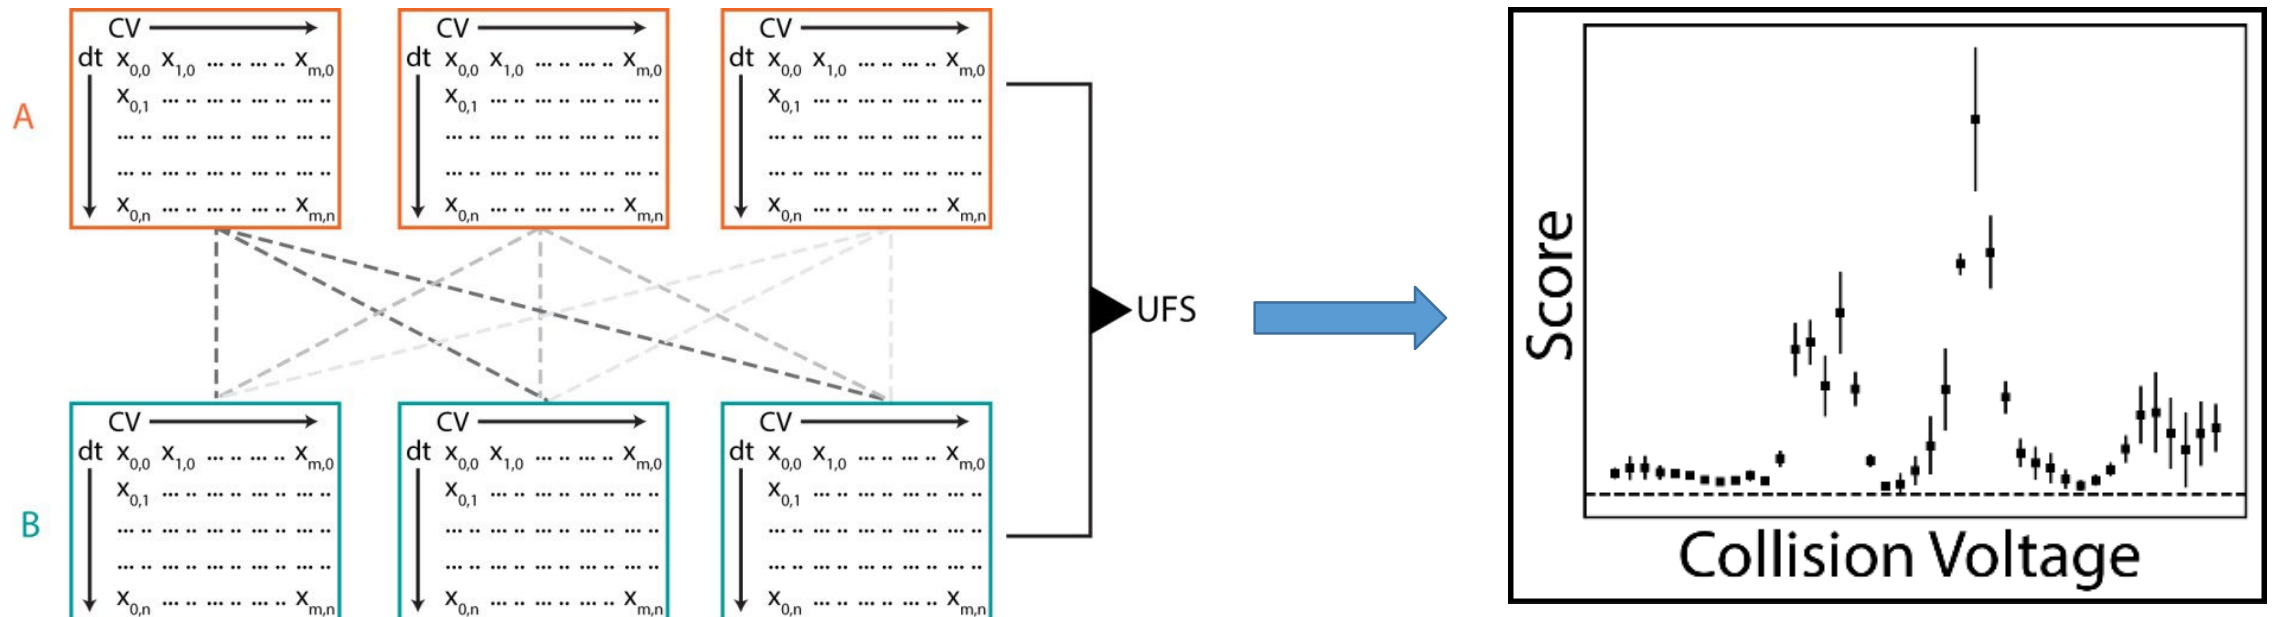 CV CV CV
dt x0,0 x1,0 ... .. ... .. xm,0 dt x0,0 x1,0 ... .. ... .. xm,0 dt x0,0 x1,0 ... .. ... .. xm,0
x0,1 ... .. ... .. ... .. ... .. x0,1 ... .. ... .. ... .. ... .. x0,1 ... .. ... .. ... .. ... ..
A
... .. ... .. ... .. ... .. ... .. ... .. ... .. ... .. ... .. ... .. ... .. ... ..
... .. ... .. ... .. ... .. ... .. ... .. ... .. ... .. ... .. ... .. ... .. ... ..
x0,n ... .. ... .. ... .. xm,n x0,n ... .. ... .. ... .. xm,n x0,n ... .. ... .. ... .. xm,n
UFS
CV CV CV
dt x0,0 x1,0 ... .. ... .. xm,0 dt x0,0 x1,0 ... .. ... .. xm,0 dt x0,0 x1,0 ... .. ... .. xm,0
x0,1 ... .. ... .. ... .. ... .. x0,1 ... .. ... .. ... .. ... .. x0,1 ... .. ... .. ... .. ... ..
B
... .. ... .. ... .. ... .. ... .. ... .. ... .. ... .. ... .. ... .. ... .. ... ..
... .. ... .. ... .. ... .. ... .. ... .. ... .. ... .. ... .. ... .. ... .. ... ..
x0,n ... .. ... .. ... .. xm,n x0,n ... .. ... .. ... .. xm,n x0,n ... .. ... .. ... .. xm,n
Score
Collision Voltage